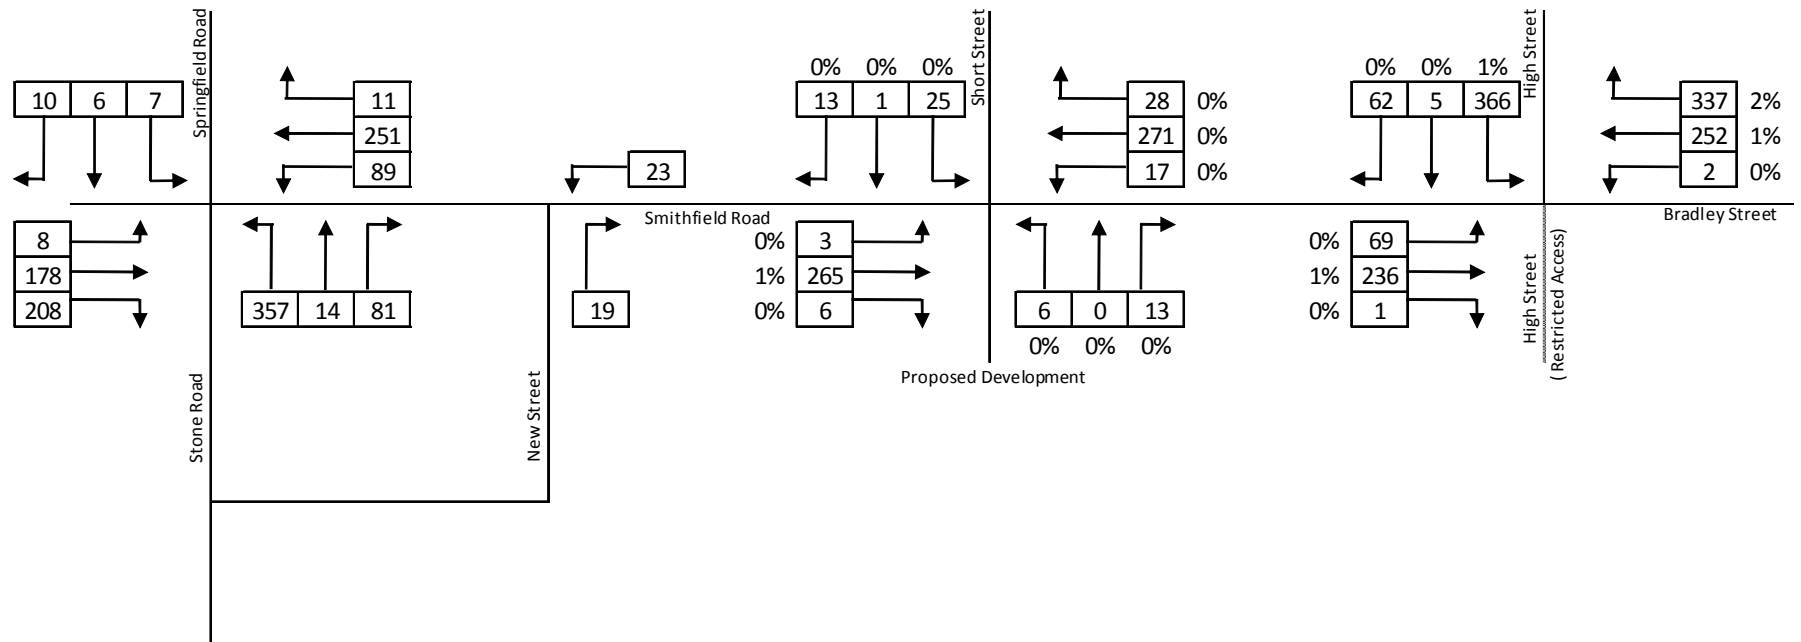 Springfield Road
10 6 7
11
251
89
8
178
208
357 14 81
Stone Road
New Street
23
19
Smithfield Road
0% 0% 0%
13 1 25
Short Street
28 0%
271 0%
17 0%
0% 3
1% 265
0% 6
6 0 13
0% 0% 0%
Proposed Development
0% 0% 1%
62 5 366
High Street
337 2%
252 1%
2 0%
Bradley Street
0% 69
1% 236
0% 1
High Street
(Restricted Access)